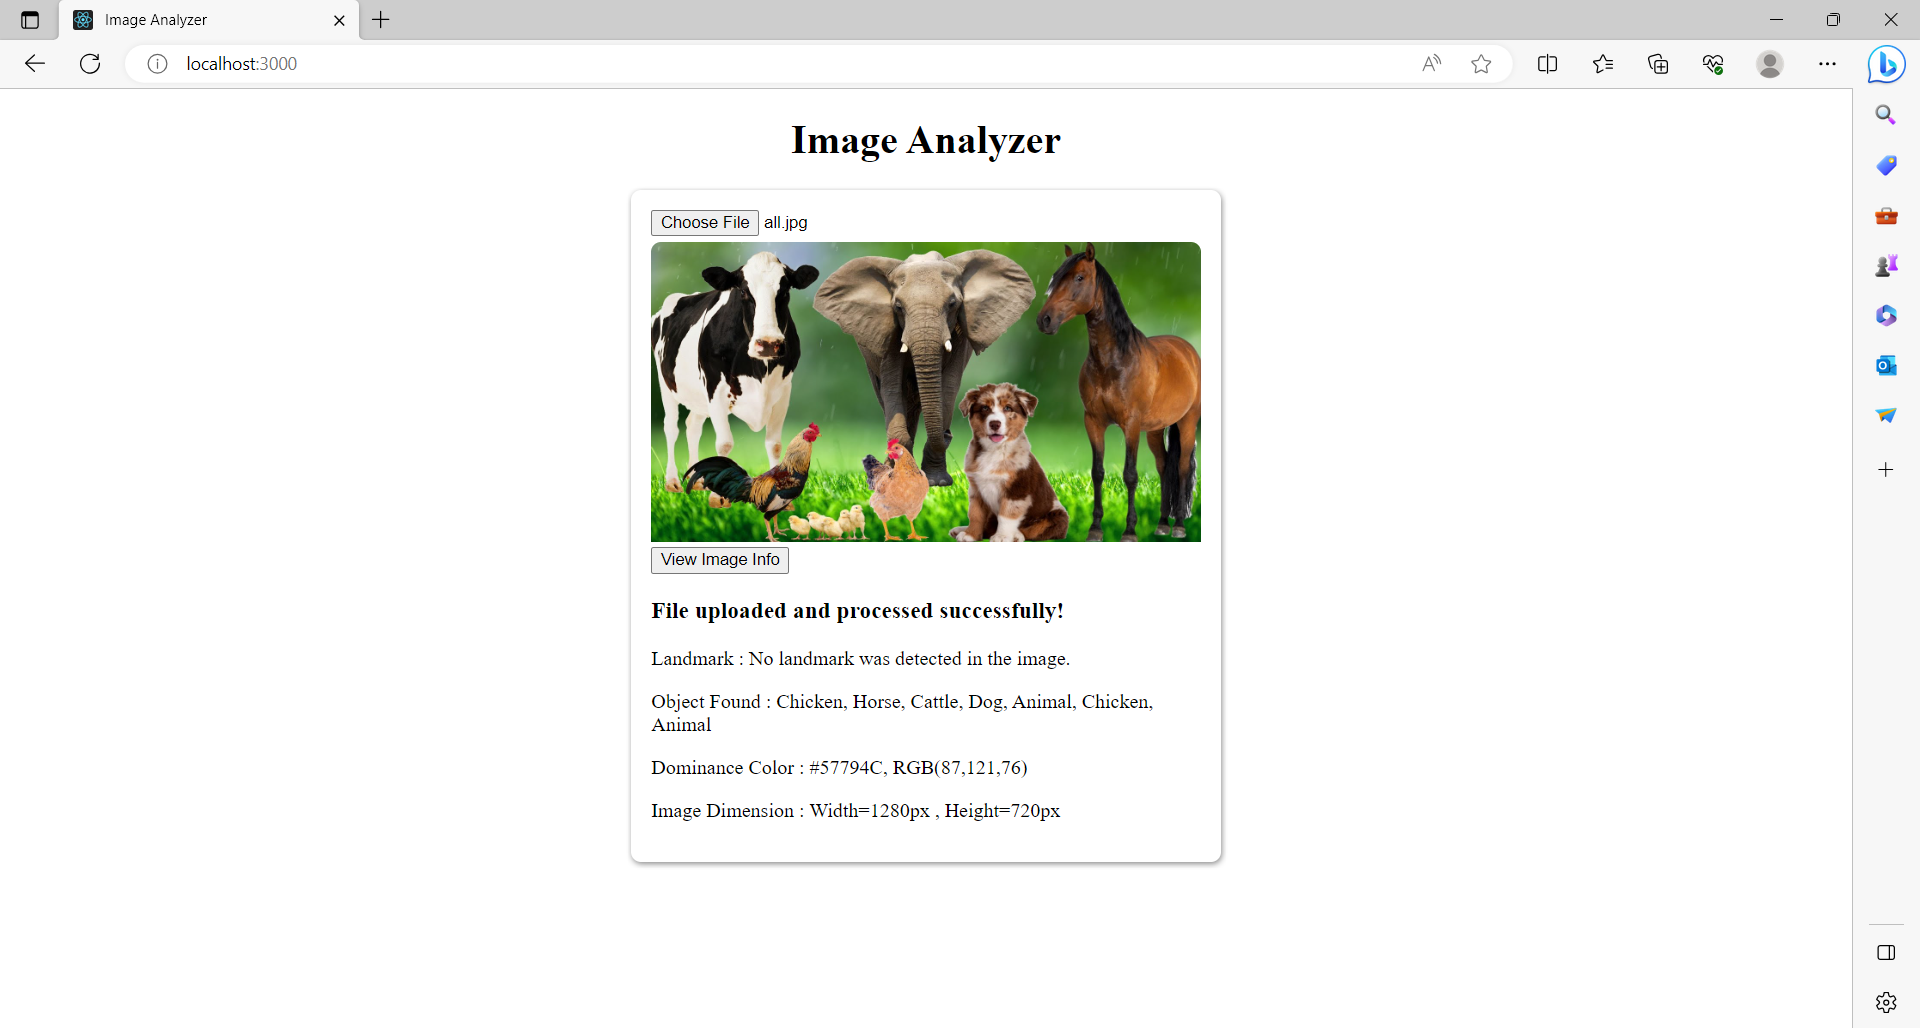 Image Analyzer
localhost:3000
Image Analyzer
Choose File all.jpg
View Image Info
File uploaded and processed successfully!
Landmark : No landmark was detected in the image.
Object Found : Chicken, Horse, Cattle, Dog, Animal, Chicken,
Animal
Dominance Color : #57794C, RGB(87,121,76)
Image Dimension : Width=1280px , Height=720px